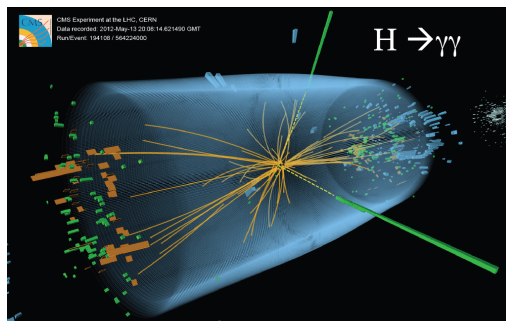 CMS
CMS Experiment at the LHC, CERN
Data recorded: 2012-May-13 20:08:14.621490 GMT
Run/Event: 194108 / 564224000
H →γγ